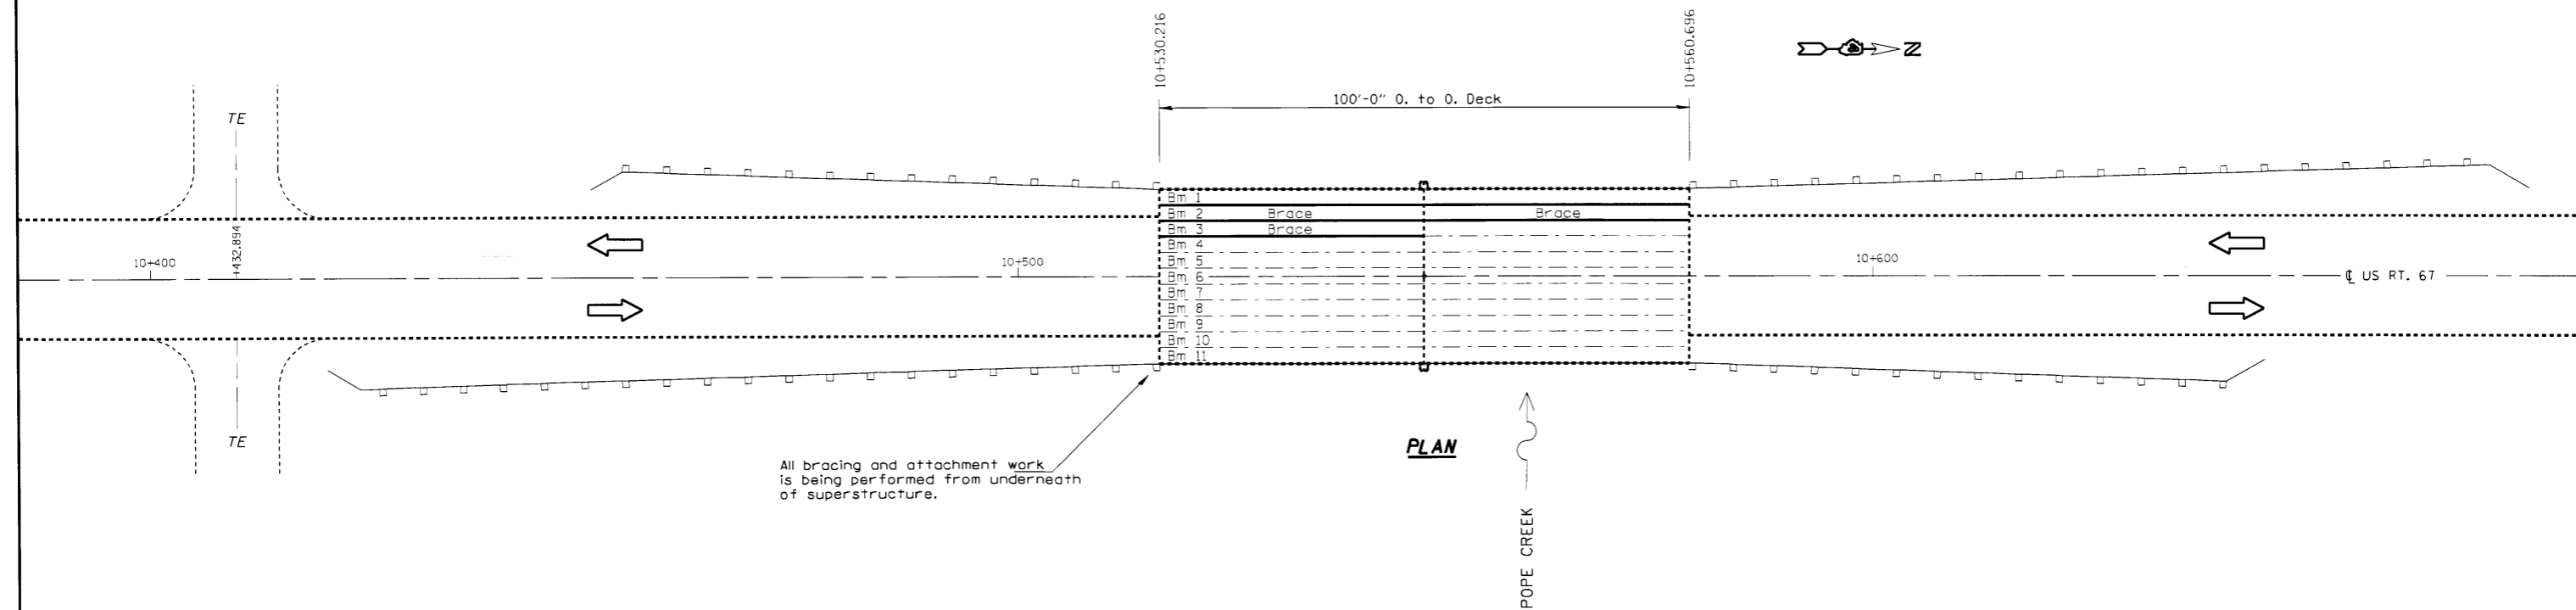 10+530.216
10+560.696
N
100'-0" O. to O. Deck
TE
+432.894
10+400
10+500
10+600
℄ US RT. 67
Bm 1
Bm 2 Brace Brace
Bm 3 Brace
Bm 4
Bm 5
Bm 6
Bm 7
Bm 8
Bm 9
Bm 10
Bm 11
TE
All bracing and attachment work
is being performed from underneath
of superstructure.
PLAN
POPE CREEK